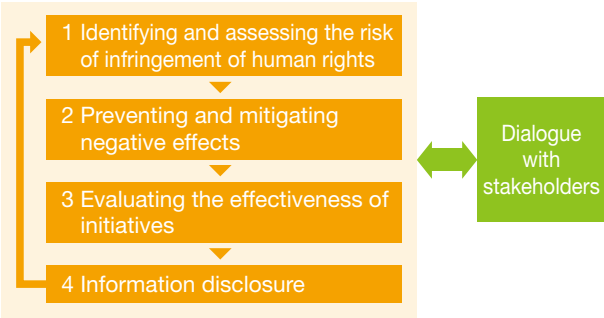 1 Identifying and assessing the risk
of infringement of human rights
2 Preventing and mitigating
negative effects
3 Evaluating the effectiveness of
initiatives
4 Information disclosure
Dialogue
with
stakeholders